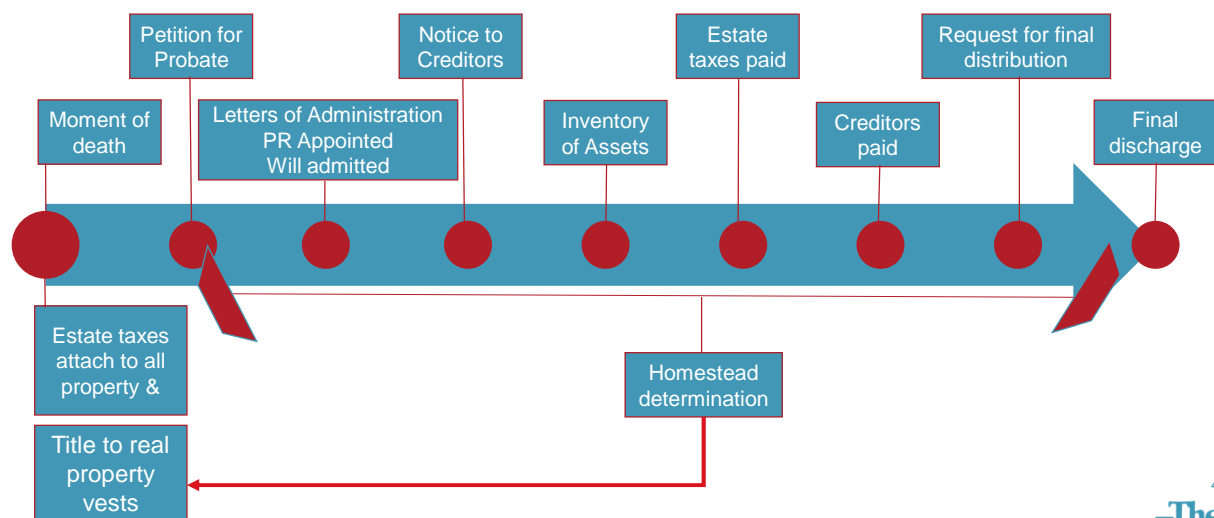 Petition for
Probate
Notice to
Creditors
Estate
taxes paid
Request for final
distribution
Moment of
death
Letters of Administration
PR Appointed
Will admitted
Inventory
of Assets
Creditors
paid
Final
discharge
Estate taxes
attach to all
property &
Homestead
determination
Title to real
property
vests
The